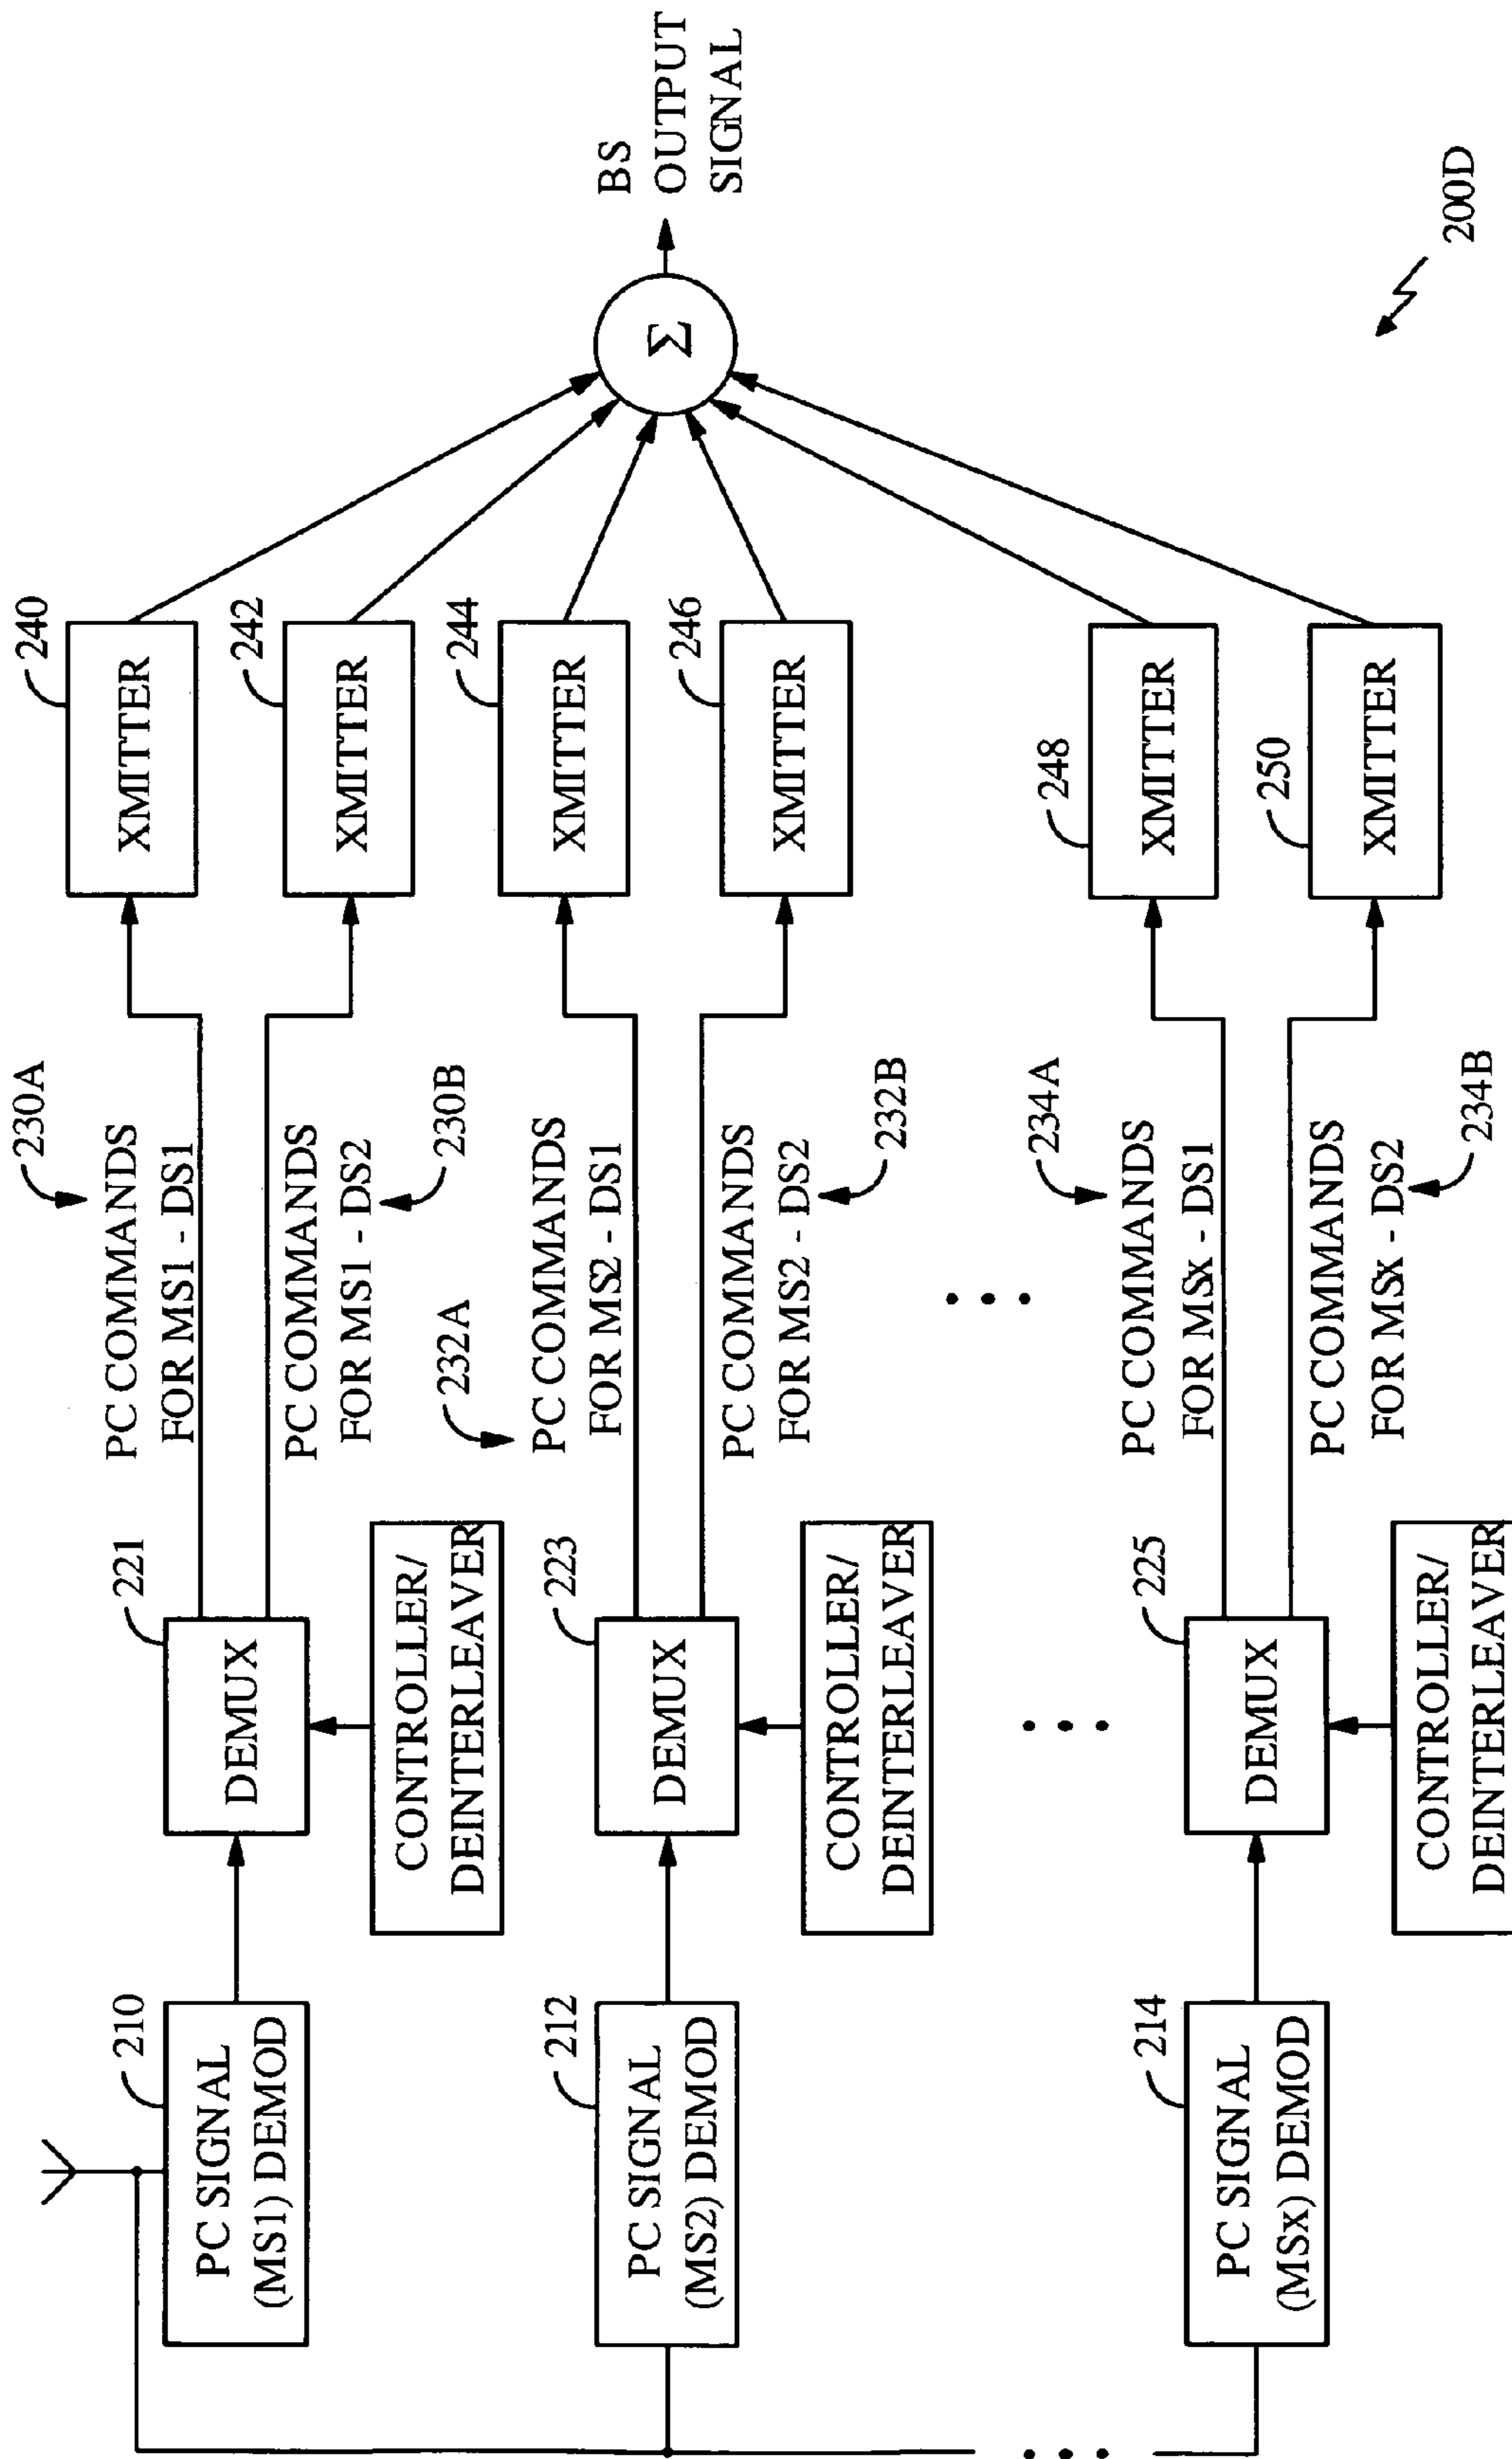 210
PC SIGNAL
(MS1) DEMOD
221
DEMUX
CONTROLLER/
DEINTERLEAVER
230A
PC COMMANDS
FOR MS1 - DS1
PC COMMANDS
FOR MS1 - DS2
230B
240
XMITTER
242
XMITTER
212
PC SIGNAL
(MS2) DEMOD
223
DEMUX
CONTROLLER/
DEINTERLEAVER
232A
PC COMMANDS
FOR MS2 - DS1
PC COMMANDS
FOR MS2 - DS2
232B
244
XMITTER
246
XMITTER
Σ
BS
OUTPUT
SIGNAL
214
PC SIGNAL
(MSx) DEMOD
225
DEMUX
CONTROLLER/
DEINTERLEAVER
234A
PC COMMANDS
FOR MSx - DS1
PC COMMANDS
FOR MSx - DS2
234B
248
XMITTER
250
XMITTER
200D